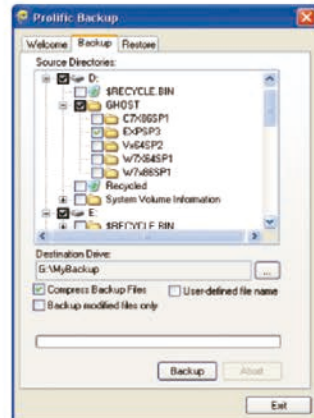 Prolific Backup
Welcome Backup Restore
Source Directories:
D:
$RECYCLE.BIN
GHOST
C7X86SP1
EXPSP3
Vx64SP2
W7X64SP1
W7x86SP1
Recycled
System Volume Information
E:
$RECYCLE.BIN
Destination Drive:
G:\MyBackup ...
Compress Backup Files User-defined file name
Backup modified files only
Backup Abort
Exit